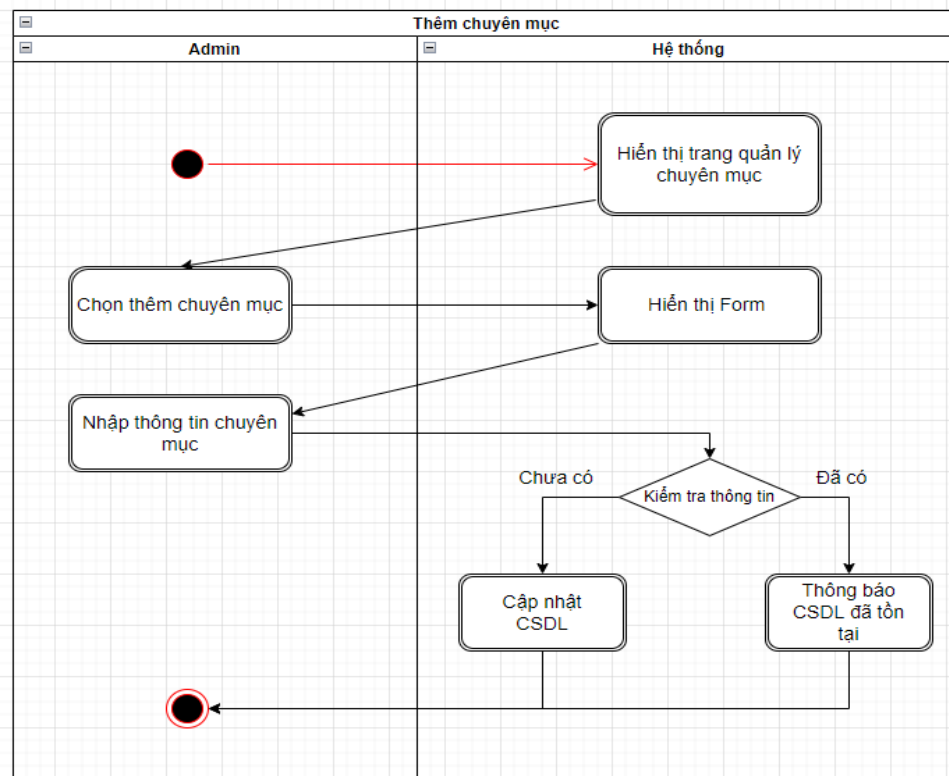 Thêm chuyên mục
Admin
Hệ thống
Hiển thị trang quản lý
chuyên mục
Chọn thêm chuyên mục
Hiển thị Form
Nhập thông tin chuyên
mục
Chưa có
Kiểm tra thông tin
Đã có
Cập nhật
CSDL
Thông báo
CSDL đã tồn
tại